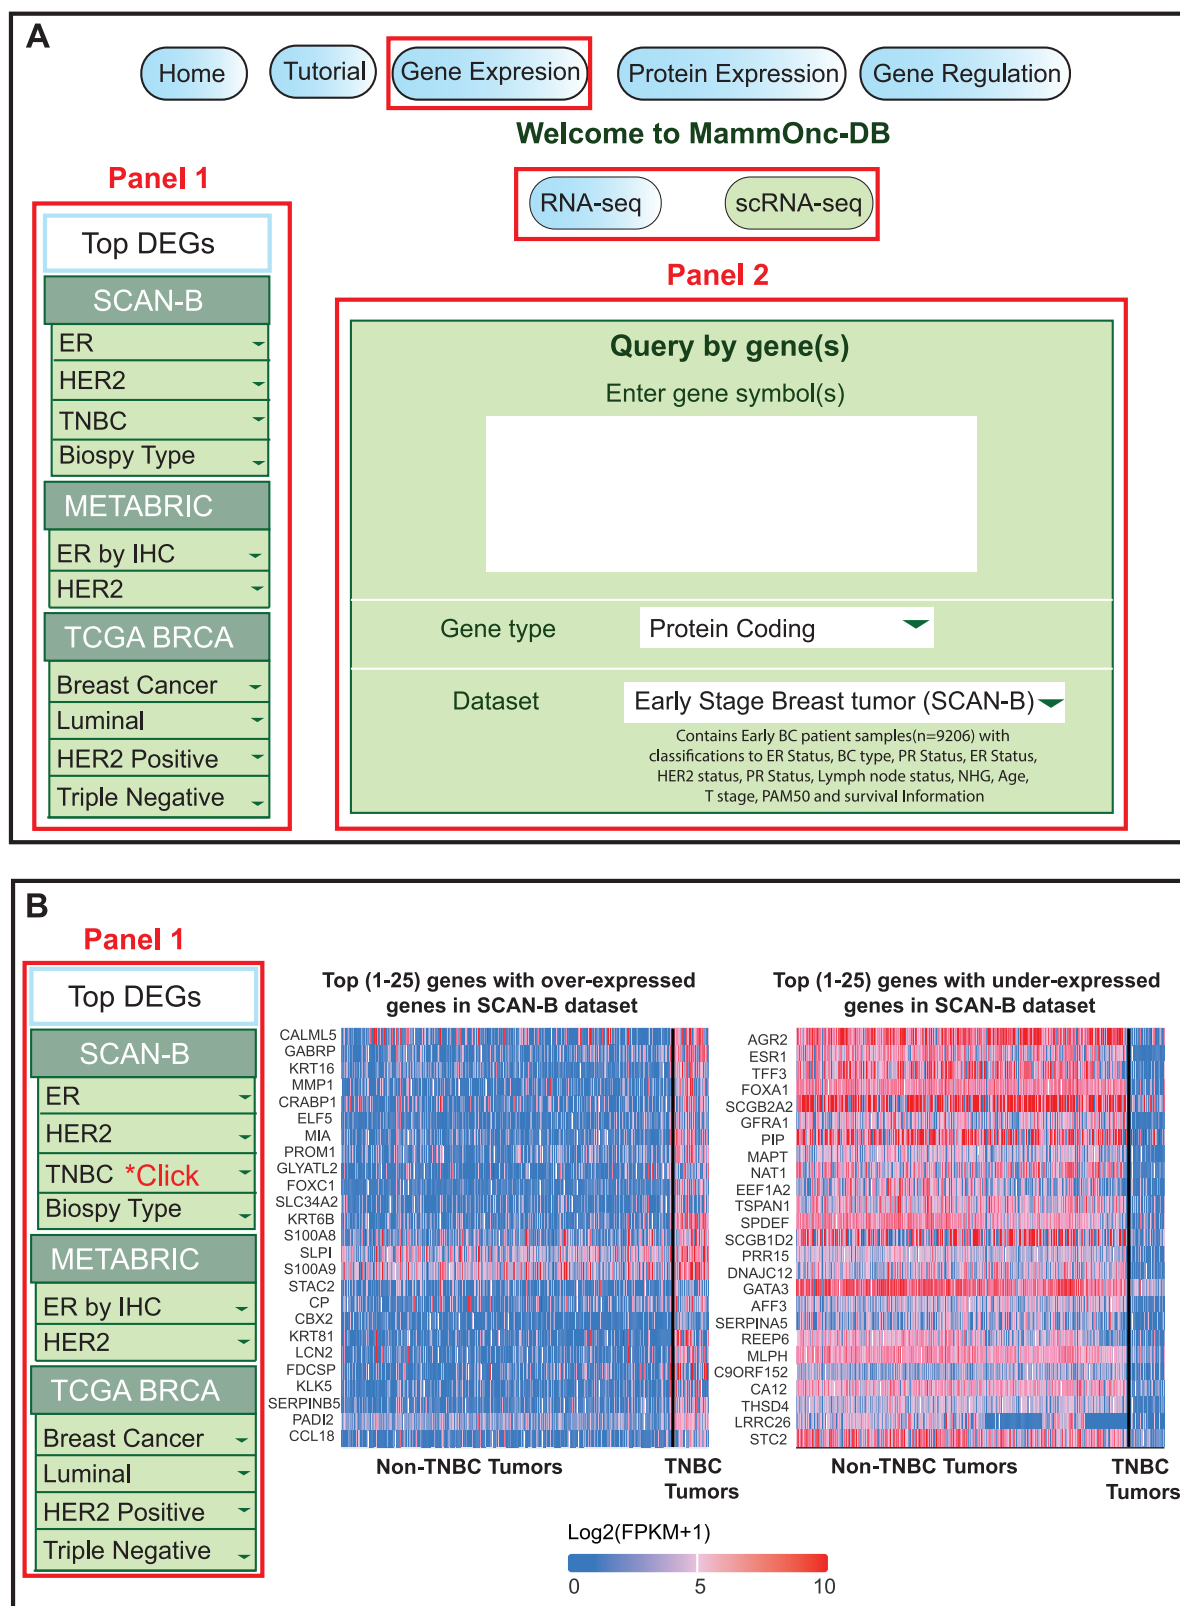 A
Home
Tutorial
Gene Expresion
Protein Expression
Gene Regulation
Welcome to MammOnc-DB
RNA-seq
scRNA-seq
Panel 1
Top DEGs
SCAN-B
ER
HER2
TNBC
Biospy Type
METABRIC
ER by IHC
HER2
TCGA BRCA
Breast Cancer
Luminal
HER2 Positive
Triple Negative
Panel 2
Query by gene(s)
Enter gene symbol(s)
Gene type
Protein Coding
Dataset
Early Stage Breast tumor (SCAN-B)
Contains Early BC patient samples(n=9206) with
classifications to ER Status, BC type, PR Status, ER Status,
HER2 status, PR Status, Lymph node status, NHG, Age,
T stage, PAM50 and survival Information
B
Panel 1
Top DEGs
SCAN-B
ER
HER2
TNBC *Click
Biospy Type
METABRIC
ER by IHC
HER2
TCGA BRCA
Breast Cancer
Luminal
HER2 Positive
Triple Negative
Top (1-25) genes with over-expressed
genes in SCAN-B dataset
CALML5
GABRP
KRT16
MMP1
CRABP1
ELF5
MIA
PROM1
GLYATL2
FOXC1
SLC34A2
KRT6B
S100A8
SLPI
S100A9
STAC2
CP
CBX2
KRT81
LCN2
FDCSP
KLK5
SERPINB5
PADI2
CCL18
Non-TNBC Tumors
TNBC
Tumors
Top (1-25) genes with under-expressed
genes in SCAN-B dataset
AGR2
ESR1
TFF3
FOXA1
SCGB2A2
GFRA1
PIP
MAPT
NAT1
EEF1A2
TSPAN1
SPDEF
SCGB1D2
PRR15
DNAJC12
GATA3
AFF3
SERPINA5
REEP6
MLPH
C9ORF152
CA12
THSD4
LRRC26
STC2
Non-TNBC Tumors
TNBC
Tumors
Log2(FPKM+1)
0
5
10